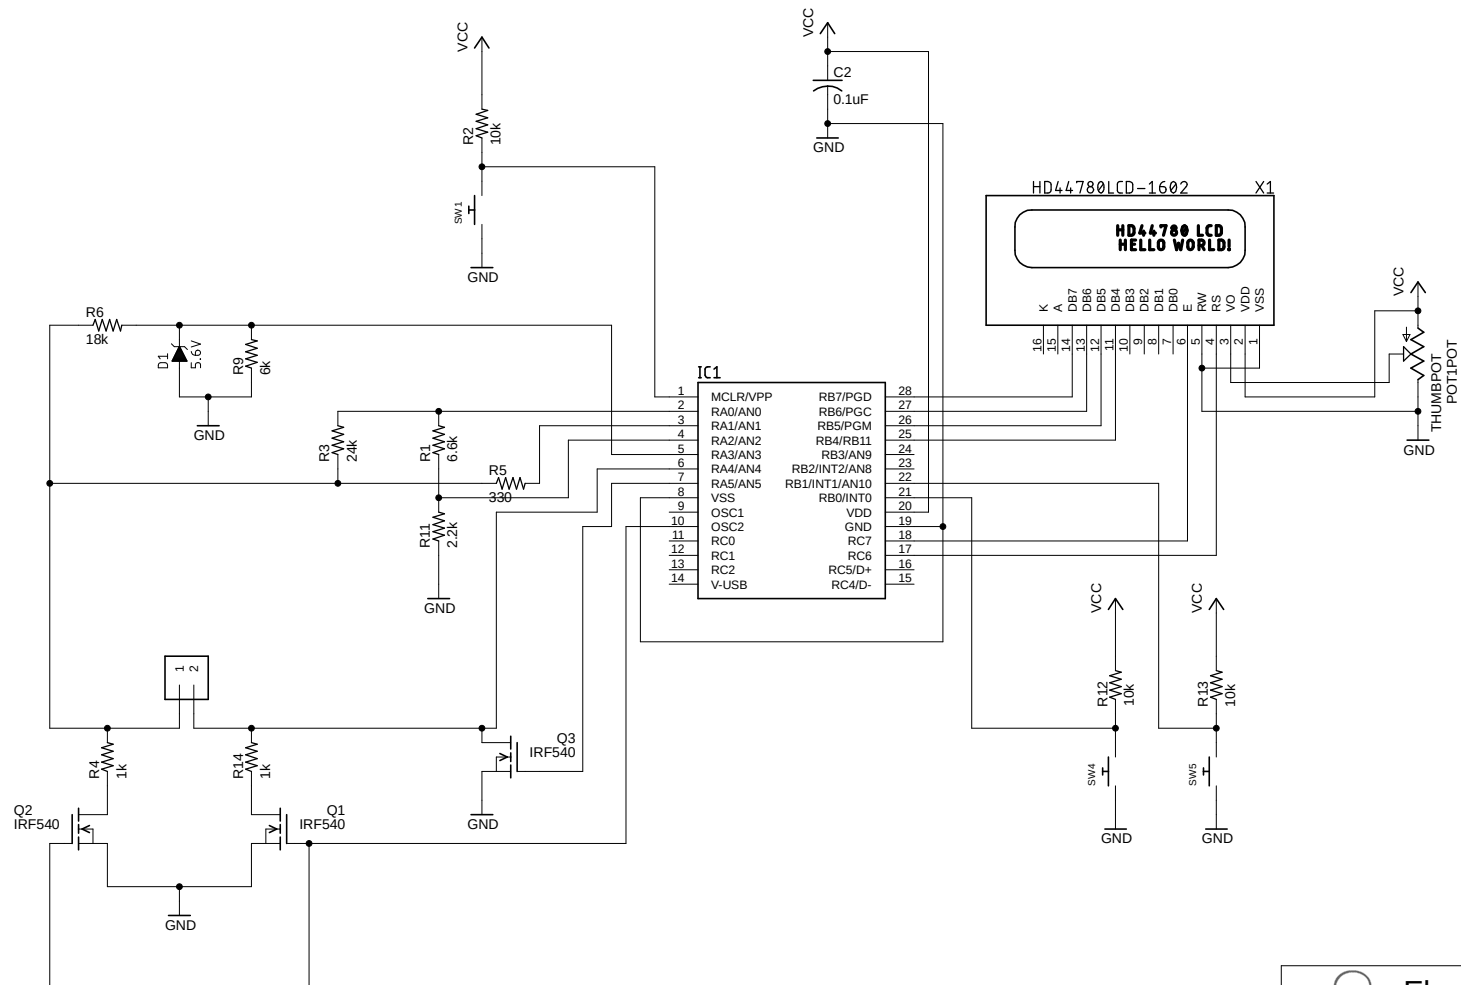 VCC
VCC
C2
0.1uF
GND
R2
10k
SW1
GND
HD44780LCD-1602
X1
HD44780 LCD
HELLO WORLD!
K
A
DB7
DB6
DB5
DB4
DB3
DB2
DB1
DB0
E
RW
RS
VO
VDD
VSS
16
15
14
13
12
11
10
9
8
7
6
5
4
3
2
1
VCC
THUMBPOT
POT1POT
GND
R6
18k
D1
5.6V
R9
6k
GND
R3
24k
R1
6.6k
R5
330
R11
2.2k
GND
IC1
1 MCLR/VPP RB7/PGD 28
2 RA0/AN0 RB6/PGC 27
3 RA1/AN1 RB5/PGM 26
4 RA2/AN2 RB4/RB11 25
5 RA3/AN3 RB3/AN9 24
6 RA4/AN4 RB2/INT2/AN8 23
7 RA5/AN5 RB1/INT1/AN10 22
8 VSS RB0/INT0 21
9 OSC1 VDD 20
10 OSC2 GND 19
11 RC0 RC7 18
12 RC1 RC6 17
13 RC2 RC5/D+ 16
14 V-USB RC4/D- 15
VCC
VCC
R12
10k
R13
10k
SW4
SW5
GND
GND
1
2
R4
1k
R14
1k
Q3
IRF540
GND
Q2
IRF540
Q1
IRF540
GND